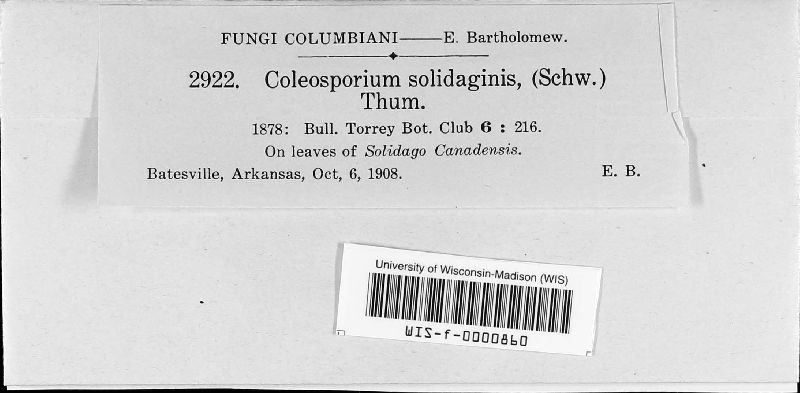 FUNGI COLUMBIANI——E. Bartholomew.
2922. Coleosporium solidaginis, (Schw.)
Thum.
1878: Bull. Torrey Bot. Club 6 : 216.
On leaves of Solidago Canadensis.
Batesville, Arkansas, Oct, 6, 1908. E. B.
University of Wisconsin-Madison (WIS)
WIS-f-0000860